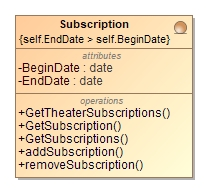 Subscription
{self.EndDate > self.BeginDate}
attributes
-BeginDate : date
-EndDate : date
operations
+GetTheaterSubscriptions()
+GetSubscription()
+GetSubscriptions()
+addSubscription()
+removeSubscription()